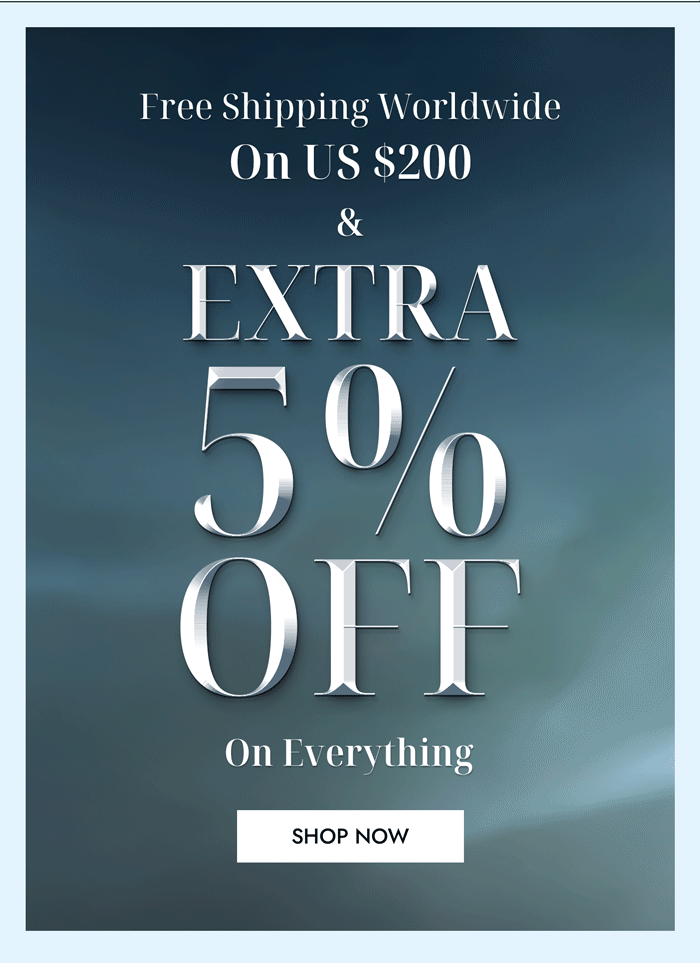 Free Shipping Worldwide
On US $200
&
EXTRA
5%
OFF
On Everything
SHOP NOW